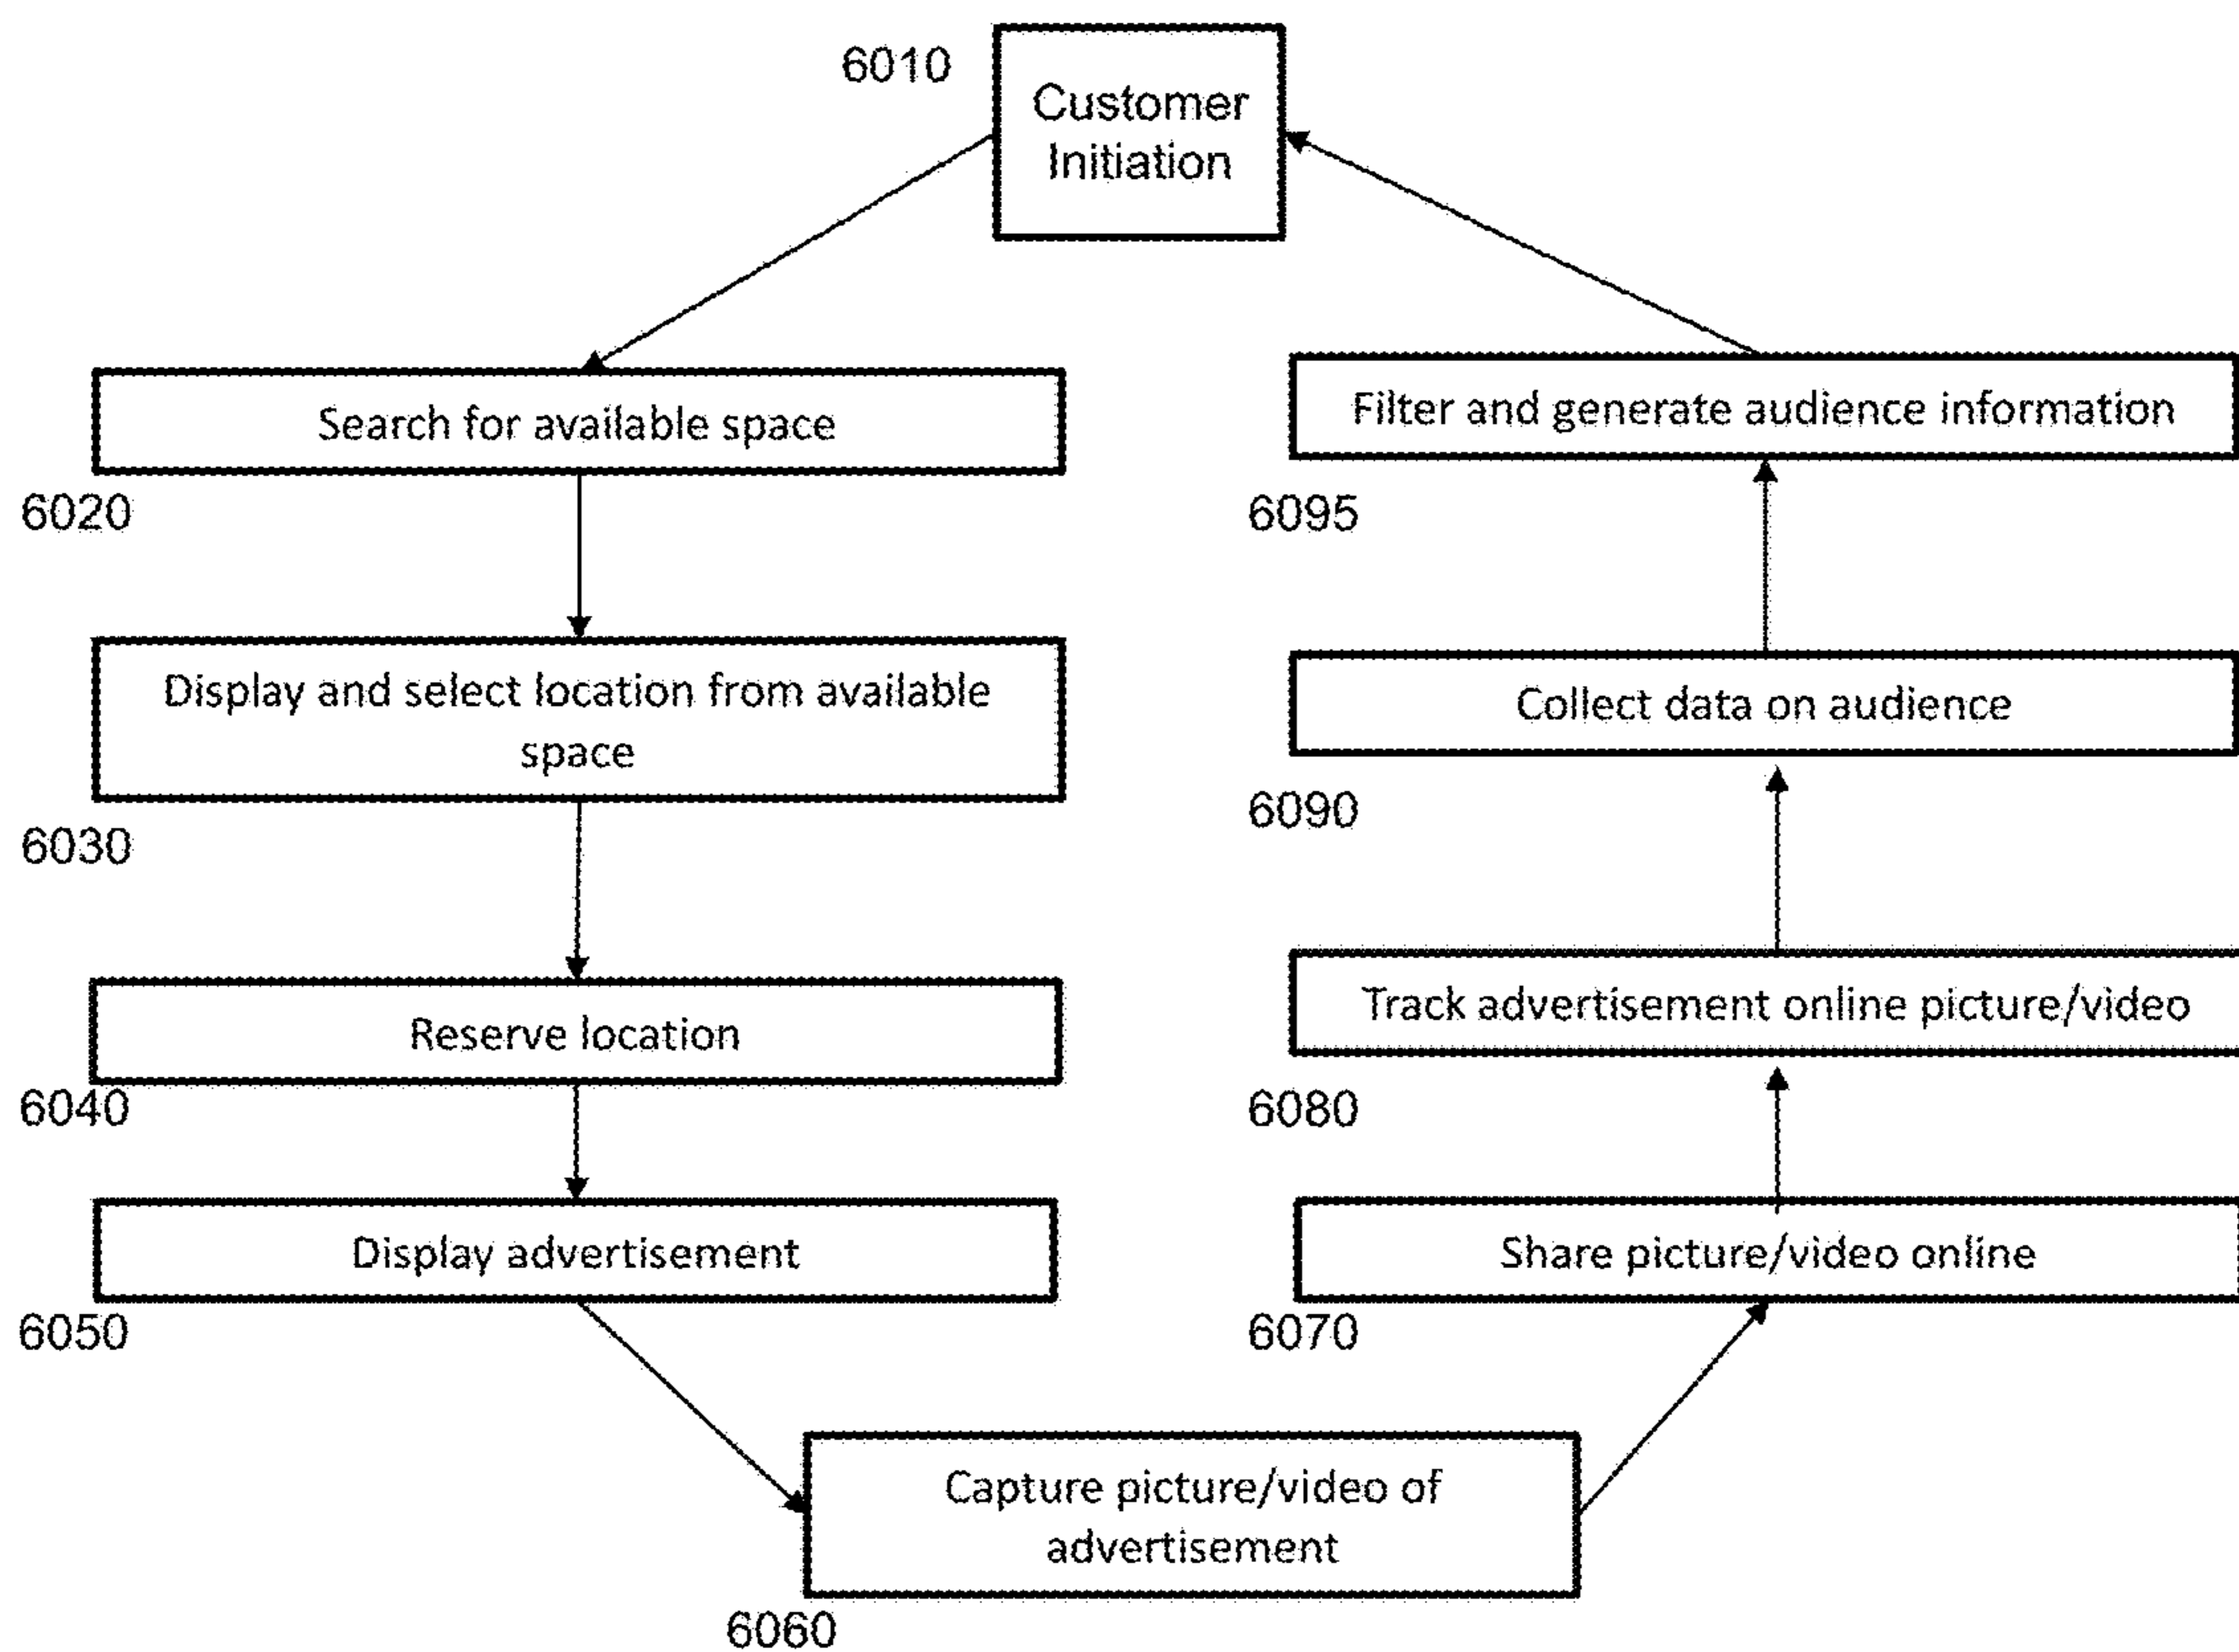 6010
Customer
Initiation
Search for available space
6020
Display and select location from available
space
6030
Reserve location
6040
Display advertisement
6050
Capture picture/video of
advertisement
6060
Share picture/video online
6070
Track advertisement online picture/video
6080
Collect data on audience
6090
Filter and generate audience information
6095